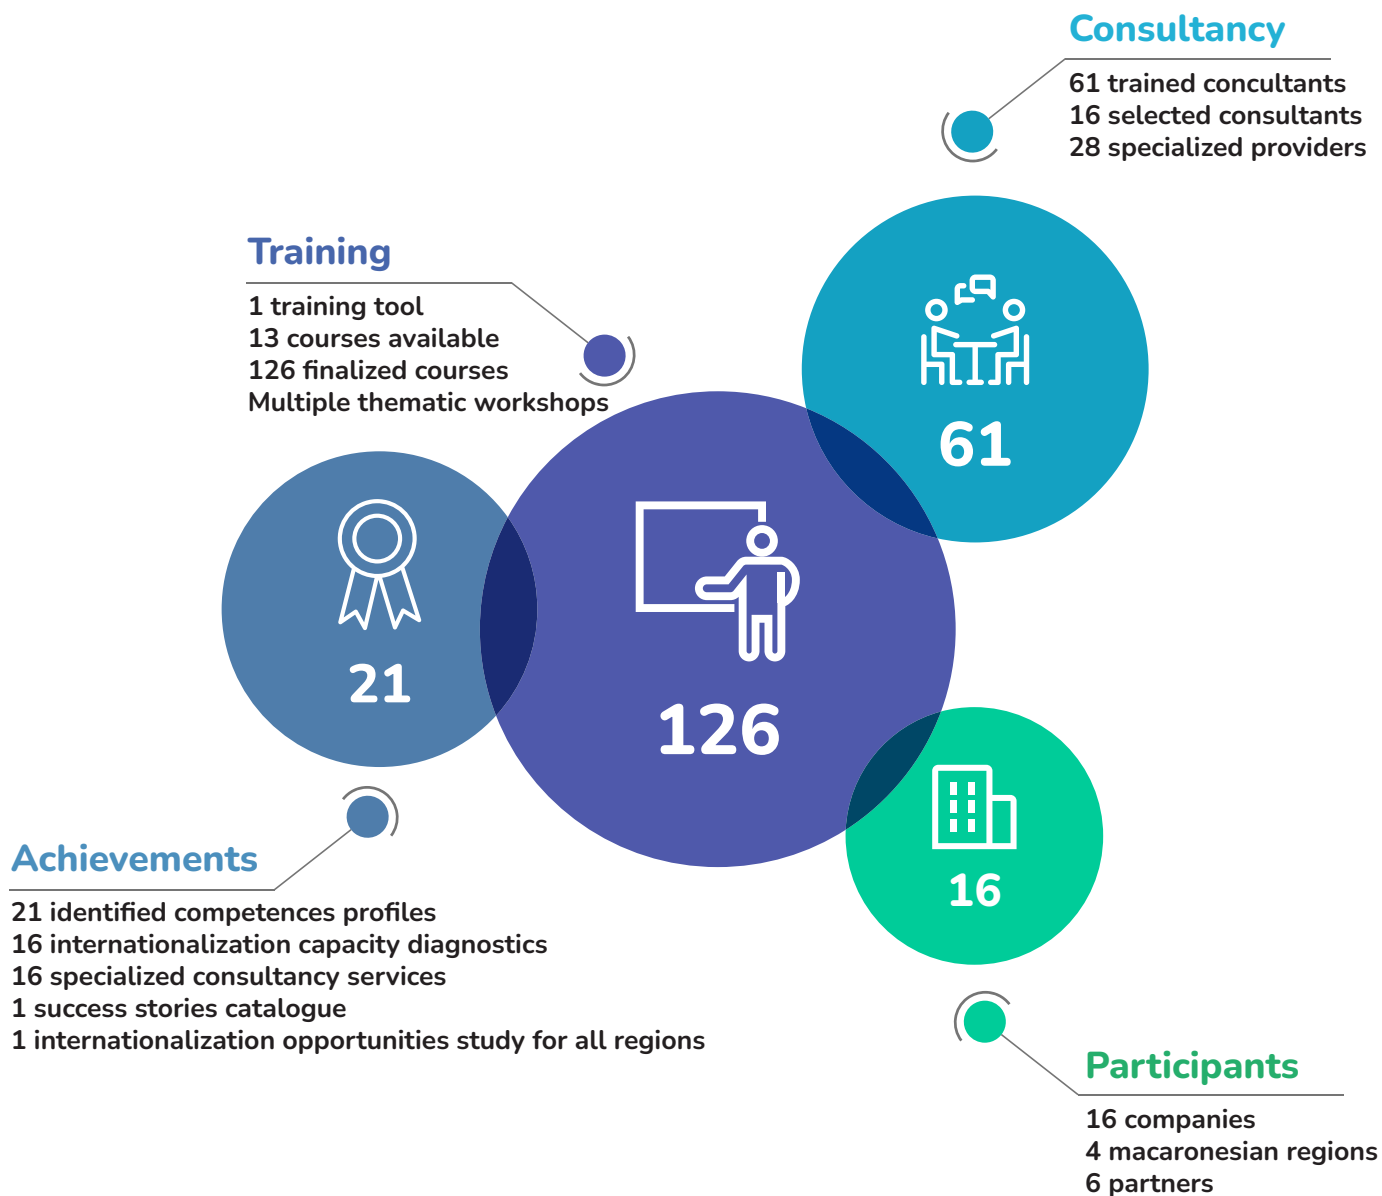 Consultancy
61 trained concultants
16 selected consultants
28 specialized providers
Training
1 training tool
13 courses available
126 finalized courses
Multiple thematic workshops
61
21
126
16
Achievements
21 identified competences profiles
16 internationalization capacity diagnostics
16 specialized consultancy services
1 success stories catalogue
1 internationalization opportunities study for all regions
Participants
16 companies
4 macaronesian regions
6 partners